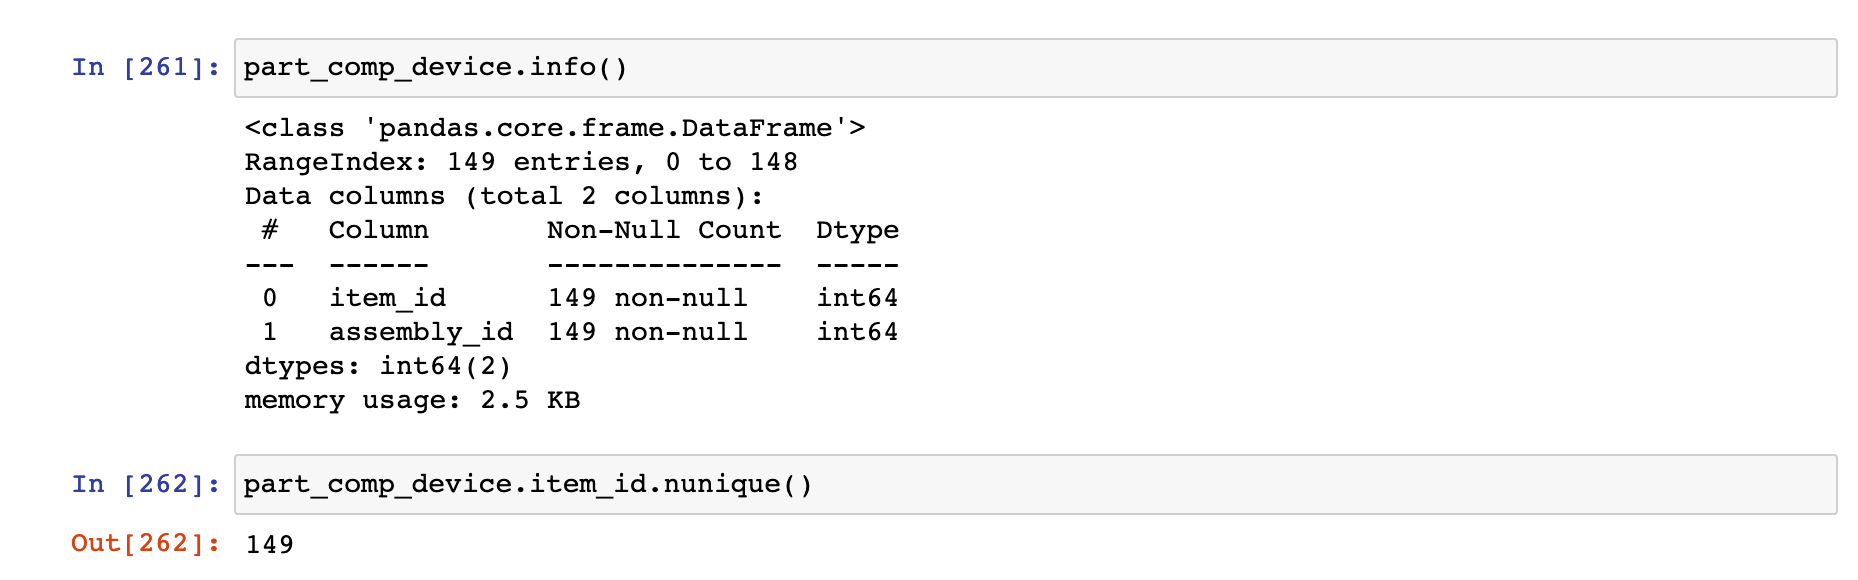 In [261]: part_comp_device.info()
<class 'pandas.core.frame.DataFrame'>
RangeIndex: 149 entries, 0 to 148
Data columns (total 2 columns):
 #   Column       Non-Null Count  Dtype
---  ------       --------------  -----
 0   item_id      149 non-null    int64
 1   assembly_id  149 non-null    int64
dtypes: int64(2)
memory usage: 2.5 KB
In [262]: part_comp_device.item_id.nunique()
Out[262]: 149